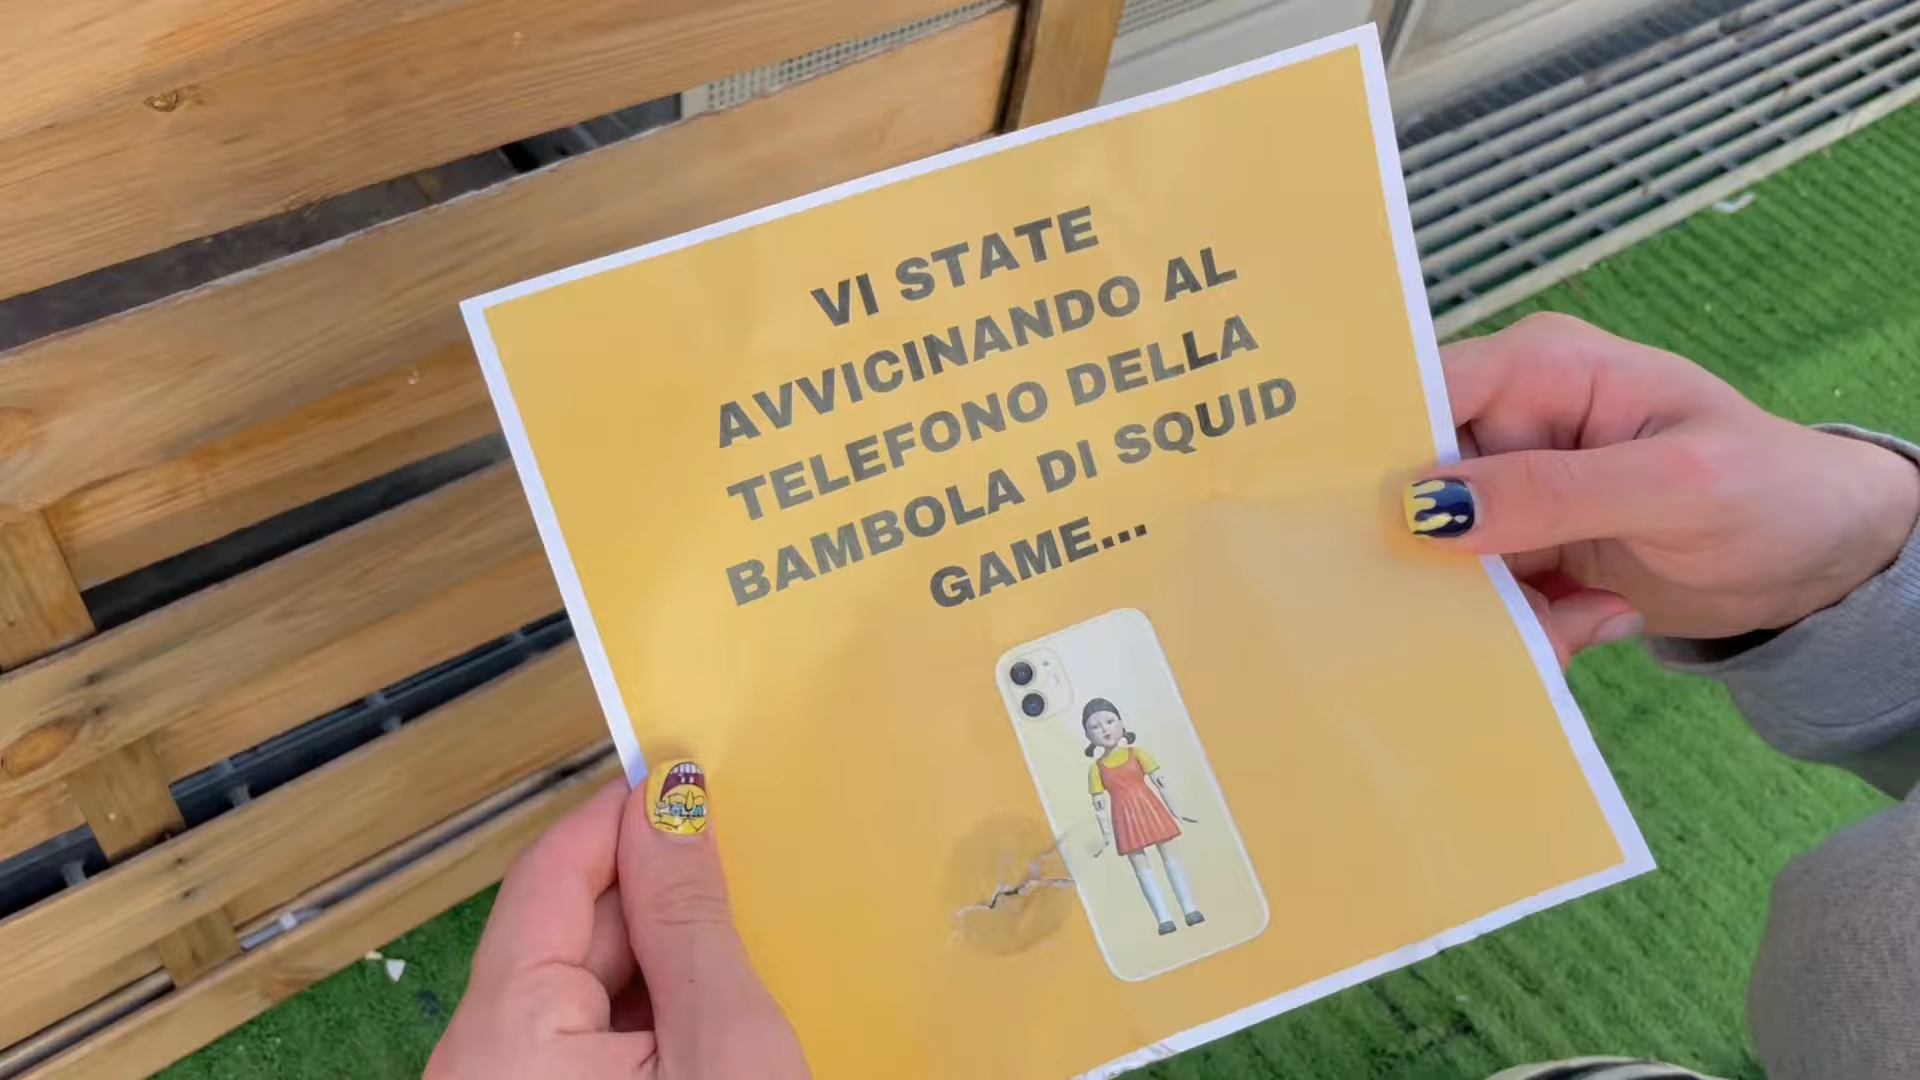 VI STATE
AVVICINANDO AL
TELEFONO DELLA
BAMBOLA DI SQUID
GAME...